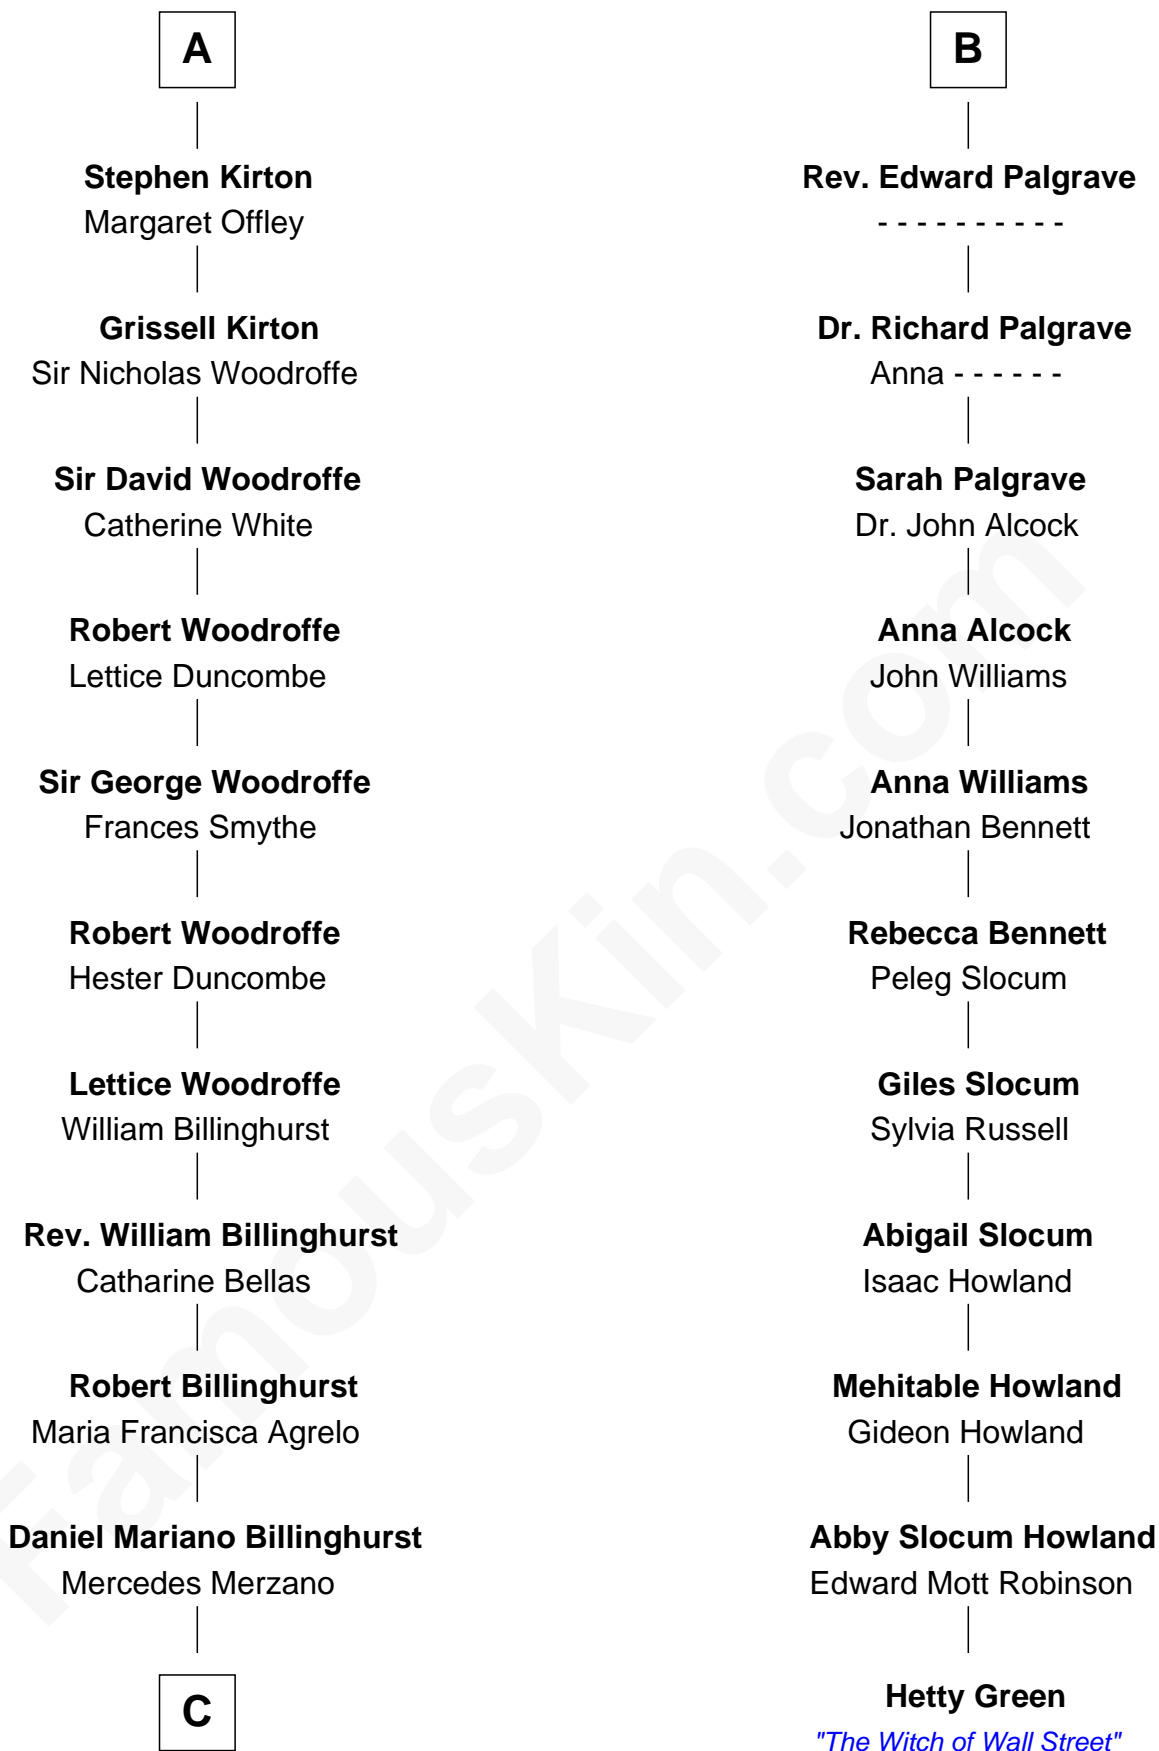 A
Stephen Kirton
Margaret Offley
Grissell Kirton
Sir Nicholas Woodroffe
Sir David Woodroffe
Catherine White
Robert Woodroffe
Lettice Duncombe
Sir George Woodroffe
Frances Smythe
Robert Woodroffe
Hester Duncombe
Lettice Woodroffe
William Billinghurst
Rev. William Billinghurst
Catharine Bellas
Robert Billinghurst
Maria Francisca Agrelo
Daniel Mariano Billinghurst
Mercedes Merzano
C
B
Rev. Edward Palgrave
- - - - - - - - - -
Dr. Richard Palgrave
Anna - - - - - -
Sarah Palgrave
Dr. John Alcock
Anna Alcock
John Williams
Anna Williams
Jonathan Bennett
Rebecca Bennett
Peleg Slocum
Giles Slocum
Sylvia Russell
Abigail Slocum
Isaac Howland
Mehitable Howland
Gideon Howland
Abby Slocum Howland
Edward Mott Robinson
Hetty Green
"The Witch of Wall Street"
FamousKin.com